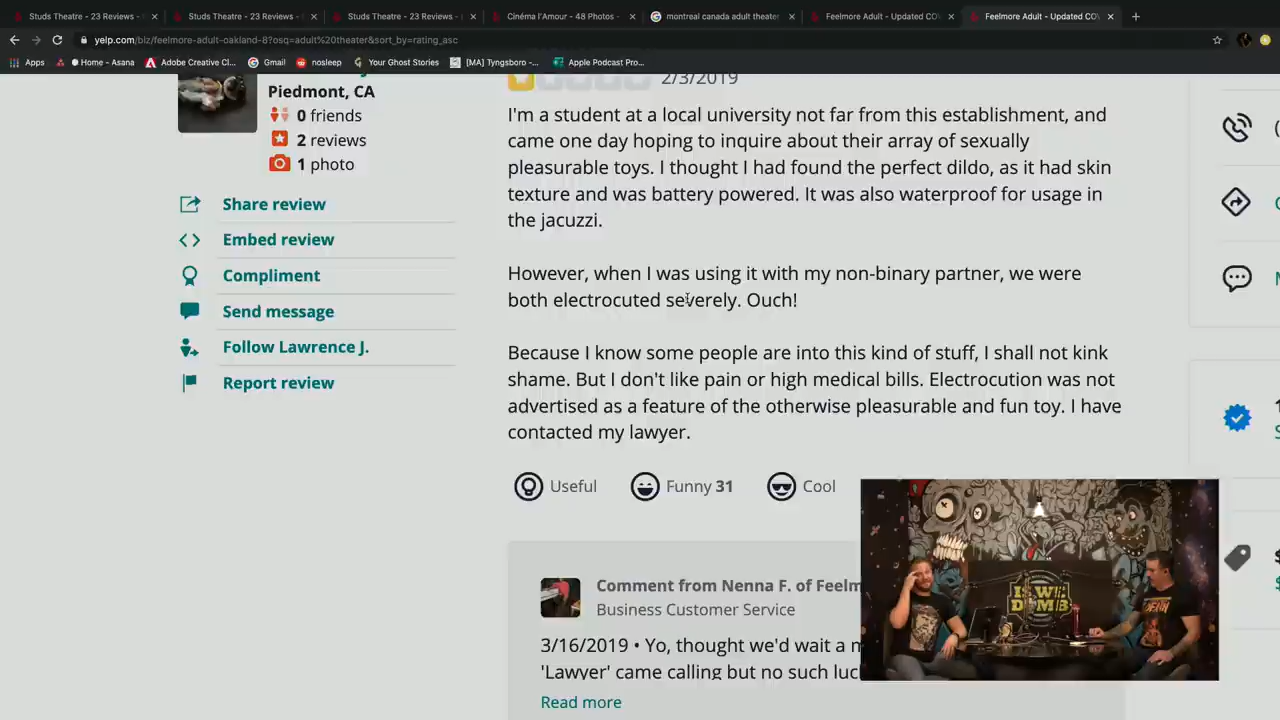 Studs Theatre - 23 Reviews -
Studs Theatre - 23 Reviews -
Studs Theatre - 23 Reviews -
Cinéma l'Amour - 48 Photos -
montreal canada adult theater
Feelmore Adult - Updated COV
Feelmore Adult - Updated COV
yelp.com/biz/feelmore-adult-oakland-8?osq=adult%20theater&sort_by=rating_asc
Apps
Home - Asana
Adobe Creative Cl...
Gmail
nosleep
Your Ghost Stories
[MA] Tyngsboro -...
Apple Podcast Pro...
Piedmont, CA
0 friends
2 reviews
1 photo
Share review
Embed review
Compliment
Send message
Follow Lawrence J.
Report review
2/3/2019
I'm a student at a local university not far from this establishment, and
came one day hoping to inquire about their array of sexually
pleasurable toys. I thought I had found the perfect dildo, as it had skin
texture and was battery powered. It was also waterproof for usage in
the jacuzzi.
However, when I was using it with my non-binary partner, we were
both electrocuted severely. Ouch!
Because I know some people are into this kind of stuff, I shall not kink
shame. But I don't like pain or high medical bills. Electrocution was not
advertised as a feature of the otherwise pleasurable and fun toy. I have
contacted my lawyer.
Useful
Funny 31
Cool
Comment from Nenna F. of Feelm
Business Customer Service
3/16/2019 • Yo, thought we'd wait a m
'Lawyer' came calling but no such luc
Read more